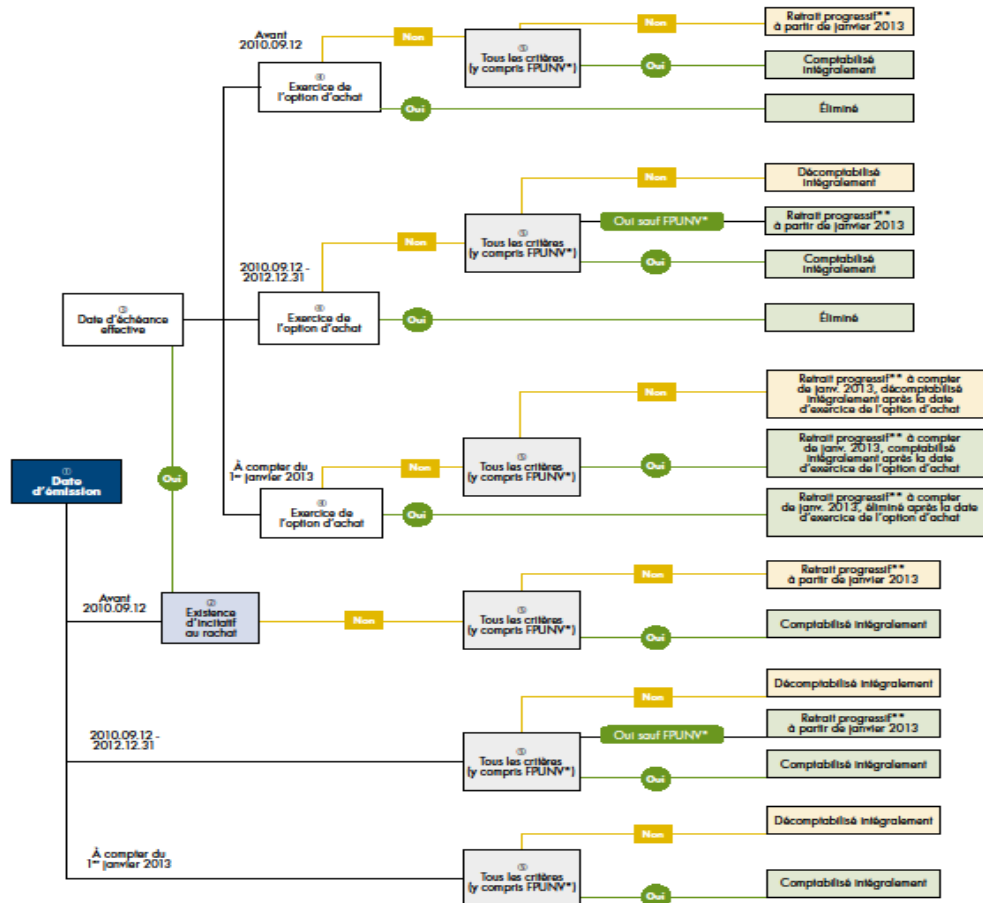 Avant
2010.09.12
Non
Non
Retrait progressif**
à partir de janvier 2013
⑤
Tous les critères
(y compris FPUNV*)
Oui
Comptabilisé
intégralement
④
Exercice de
l'option d'achat
Oui
Éliminé
Non
Décomptabilisé
intégralement
⑤
Tous les critères
(y compris FPUNV*)
Oui sauf FPUNV*
Retrait progressif**
à partir de janvier 2013
Non
Oui
Comptabilisé
intégralement
2010.09.12 -
2012.12.31
③
Date d'échéance
effective
④
Exercice de
l'option d'achat
Oui
Éliminé
Non
Retrait progressif** à compter
de janv. 2013, décomptabilisé
intégralement après la date
d'exercice de l'option d'achat
À compter du
1er janvier 2013
Non
⑤
Tous les critères
(y compris FPUNV*)
Oui
Retrait progressif** à compter
de janv. 2013, comptabilisé
intégralement après la date
d'exercice de l'option d'achat
①
Date
d'émission
Oui
④
Exercice de
l'option d'achat
Oui
Retrait progressif** à compter
de janv. 2013, éliminé après la date
d'exercice de l'option d'achat
Non
Retrait progressif**
à partir de janvier 2013
Avant
2010.09.12
②
Existence
d'incitatif
au rachat
Non
⑤
Tous les critères
(y compris FPUNV*)
Oui
Comptabilisé intégralement
Non
Décomptabilisé intégralement
2010.09.12 -
2012.12.31
⑤
Tous les critères
(y compris FPUNV*)
Oui sauf FPUNV*
Retrait progressif**
à partir de janvier 2013
Oui
Comptabilisé intégralement
Non
Décomptabilisé intégralement
À compter du
1er janvier 2013
⑤
Tous les critères
(y compris FPUNV*)
Oui
Comptabilisé intégralement